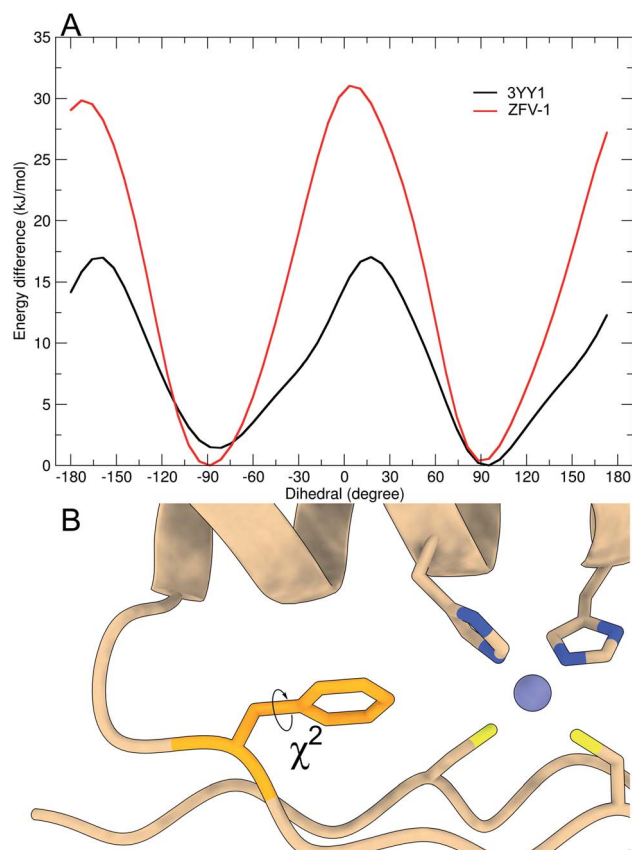 A
35
30
25
20
15
10
5
0
Energy difference (kJ/mol)
3YY1
ZFV-1
-180 -150 -120 -90 -60 -30 0 30 60 90 120 150 180
Dihedral (degree)
B
χ²